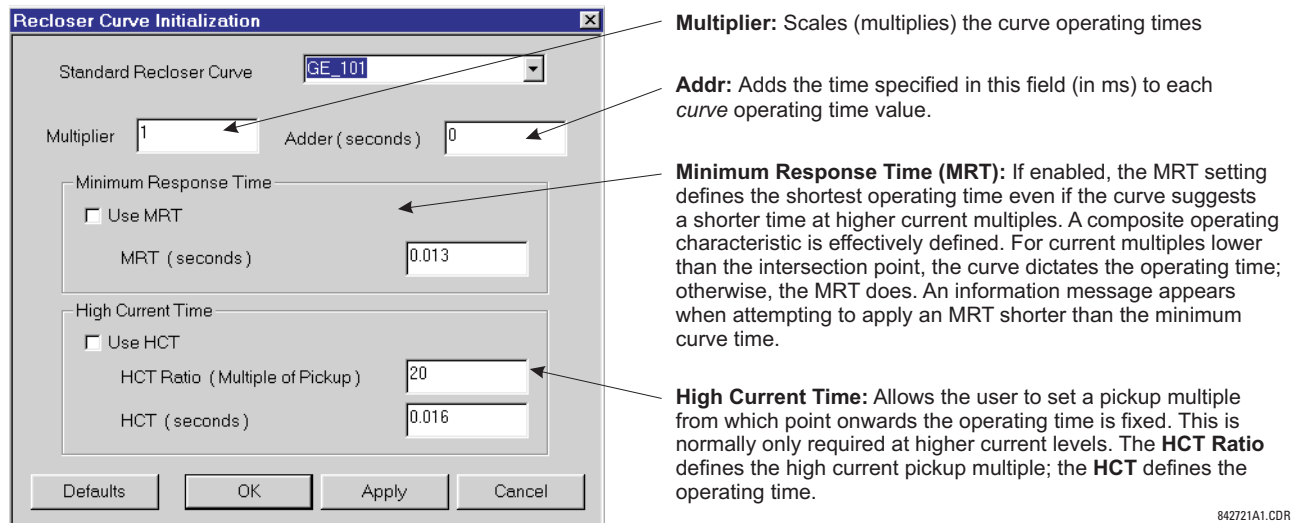 Recloser Curve Initialization
Standard Recloser Curve
GE_101
Multiplier
1
Adder ( seconds )
0
Minimum Response Time
Use MRT
MRT ( seconds )
0.013
High Current Time
Use HCT
HCT Ratio ( Multiple of Pickup )
20
HCT ( seconds )
0.016
Defaults
OK
Apply
Cancel
Multiplier: Scales (multiplies) the curve operating times
Addr: Adds the time specified in this field (in ms) to each
curve operating time value.
Minimum Response Time (MRT): If enabled, the MRT setting
defines the shortest operating time even if the curve suggests
a shorter time at higher current multiples. A composite operating
characteristic is effectively defined. For current multiples lower
than the intersection point, the curve dictates the operating time;
otherwise, the MRT does. An information message appears
when attempting to apply an MRT shorter than the minimum
curve time.
High Current Time: Allows the user to set a pickup multiple
from which point onwards the operating time is fixed. This is
normally only required at higher current levels. The HCT Ratio
defines the high current pickup multiple; the HCT defines the
operating time.
842721A1.CDR